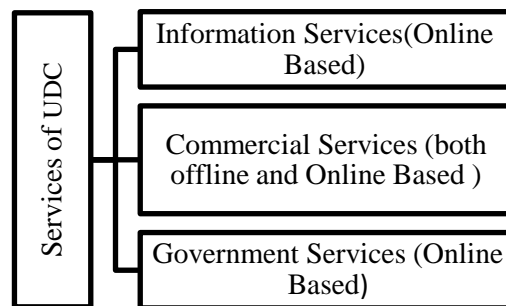 Services of UDC
Information Services(Online
Based)
Commercial Services (both
offline and Online Based )
Government Services (Online
Based)